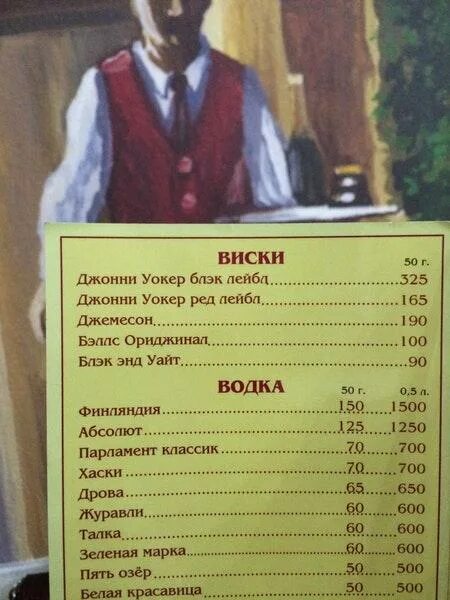 ВИСКИ 50 г.
Джонни Уокер блэк лейбл 325
Джонни Уокер ред лейбл 165
Джемесон 190
Бэллс Ориджинал 100
Блэк энд Уайт 90
ВОДКА 50 г. 0,5 л.
Финляндия 150 1500
Абсолют 125 1250
Парламент классик 70 700
Хаски 70 700
Дрова 65 650
Журавли 60 600
Талка 60 600
Зеленая марка 60 600
Пять озёр 50 500
Белая красавица 50 500